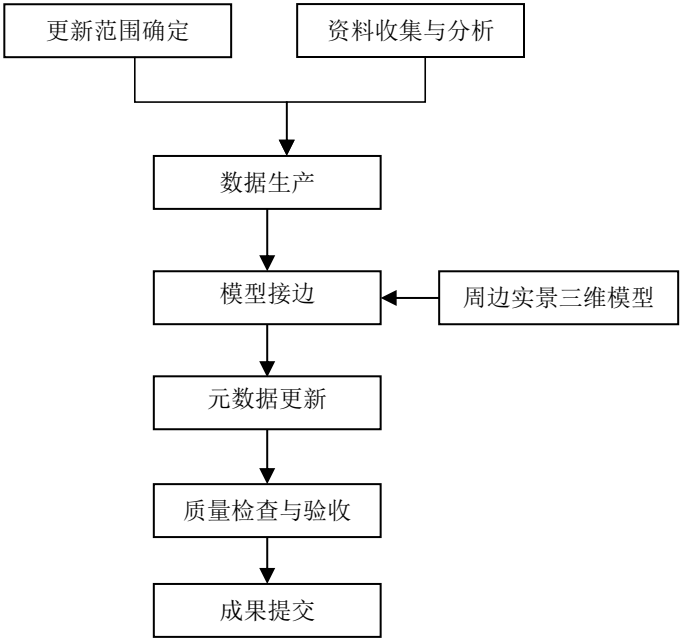 更新范围确定
资料收集与分析
数据生产
模型接边
周边实景三维模型
元数据更新
质量检查与验收
成果提交